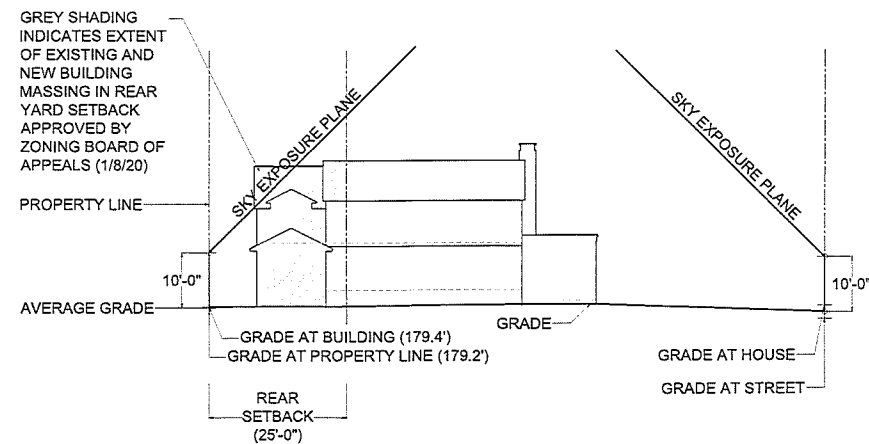 GREY SHADING
INDICATES EXTENT
OF EXISTING AND
NEW BUILDING
MASSING IN REAR
YARD SETBACK
APPROVED BY
ZONING BOARD OF
APPEALS (1/8/20)
SKY EXPOSURE PLANE
SKY EXPOSURE PLANE
PROPERTY LINE
10'-0"
10'-0"
AVERAGE GRADE
GRADE AT BUILDING (179.4')
GRADE AT PROPERTY LINE (179.2')
GRADE
GRADE AT HOUSE
GRADE AT STREET
REAR
SETBACK
(25'-0")